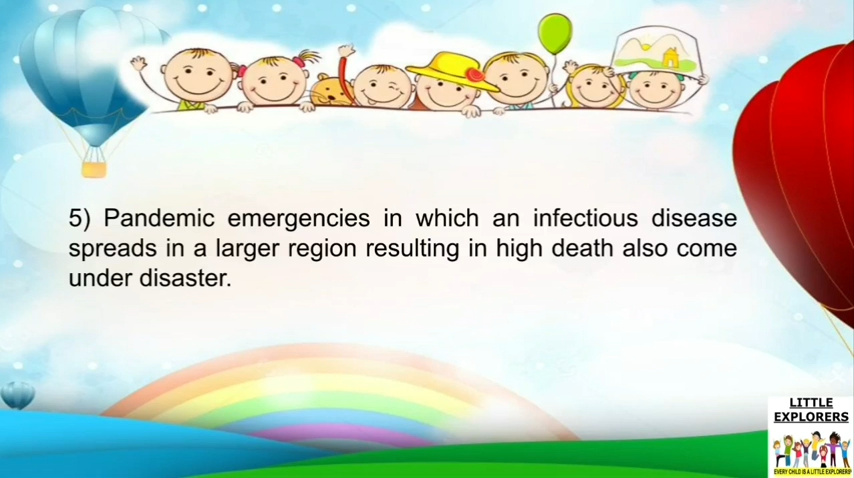 5) Pandemic emergencies in which an infectious disease
spreads in a larger region resulting in high death also come
under disaster.
LITTLE
EXPLORERS
EVERY CHILD IS A LITTLE EXPLORERS!